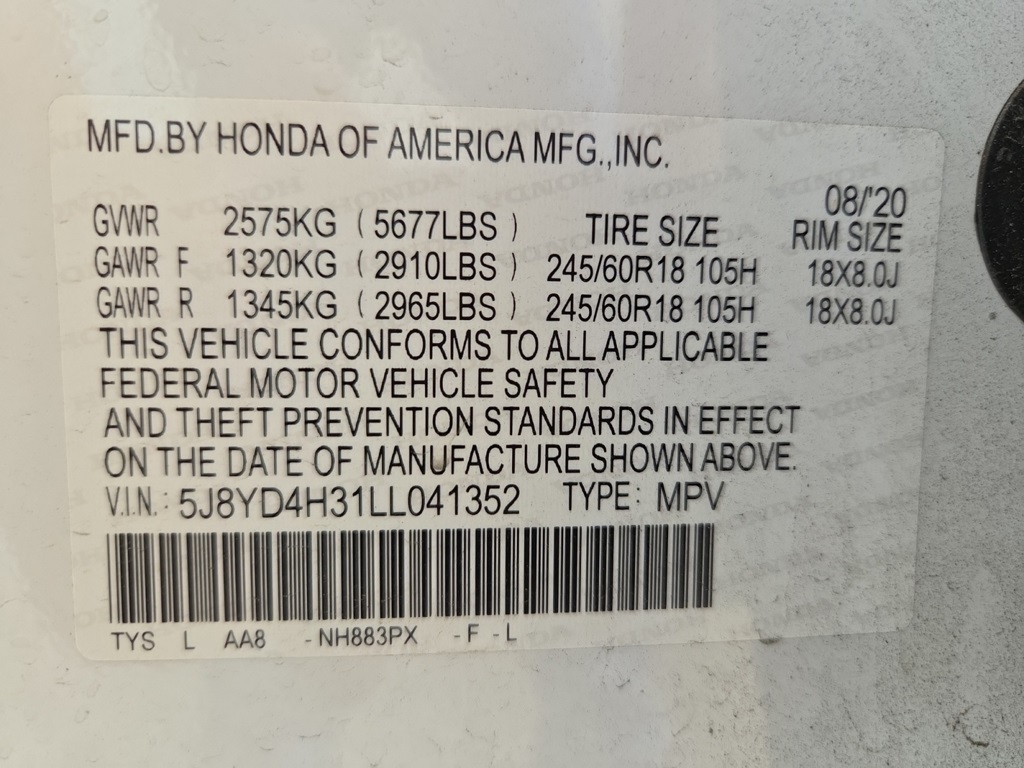 MFD.BY HONDA OF AMERICA MFG.,INC.
08/'20
GVWR 2575KG ( 5677LBS ) TIRE SIZE RIM SIZE
GAWR F 1320KG ( 2910LBS ) 245/60R18 105H 18X8.0J
GAWR R 1345KG ( 2965LBS ) 245/60R18 105H 18X8.0J
THIS VEHICLE CONFORMS TO ALL APPLICABLE
FEDERAL MOTOR VEHICLE SAFETY
AND THEFT PREVENTION STANDARDS IN EFFECT
ON THE DATE OF MANUFACTURE SHOWN ABOVE.
V.I.N.: 5J8YD4H31LL041352 TYPE: MPV
TYS L AA8 -NH883PX -F -L